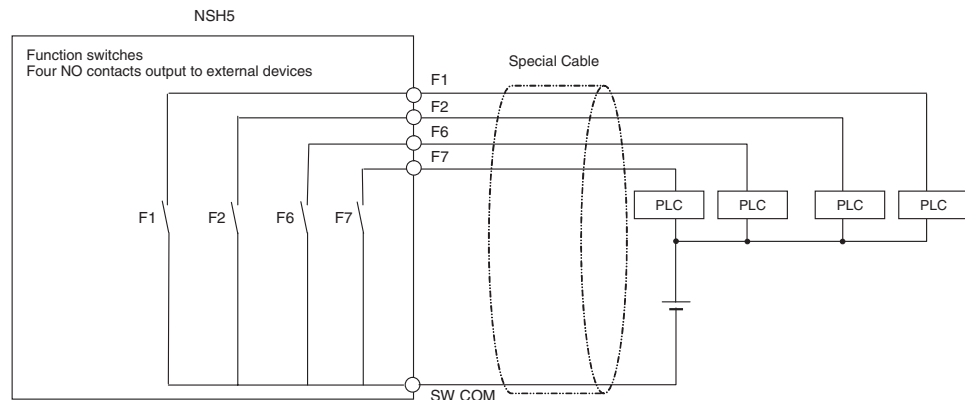 NSH5
Function switches
Four NO contacts output to external devices
Special Cable
F1
F2
F6
F7
F1
F2
F6
F7
PLC
PLC
PLC
PLC
SW COM